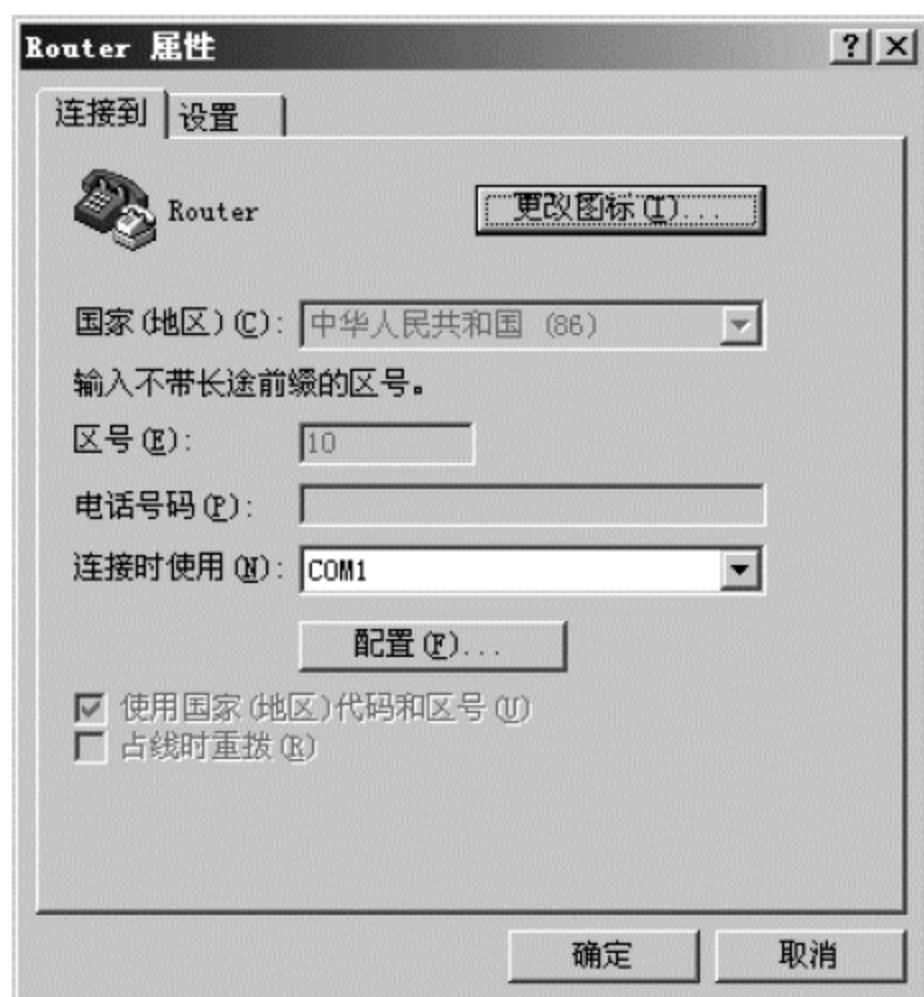 Router 属性
连接到 设置
Router 更改图标(I)...
国家(地区)(C): 中华人民共和国 (86)
输入不带长途前缀的区号。
区号(E): 10
电话号码(P):
连接时使用(N): COM1
配置(F)...
使用国家(地区)代码和区号(U)
占线时重拨(R)
确定 取消